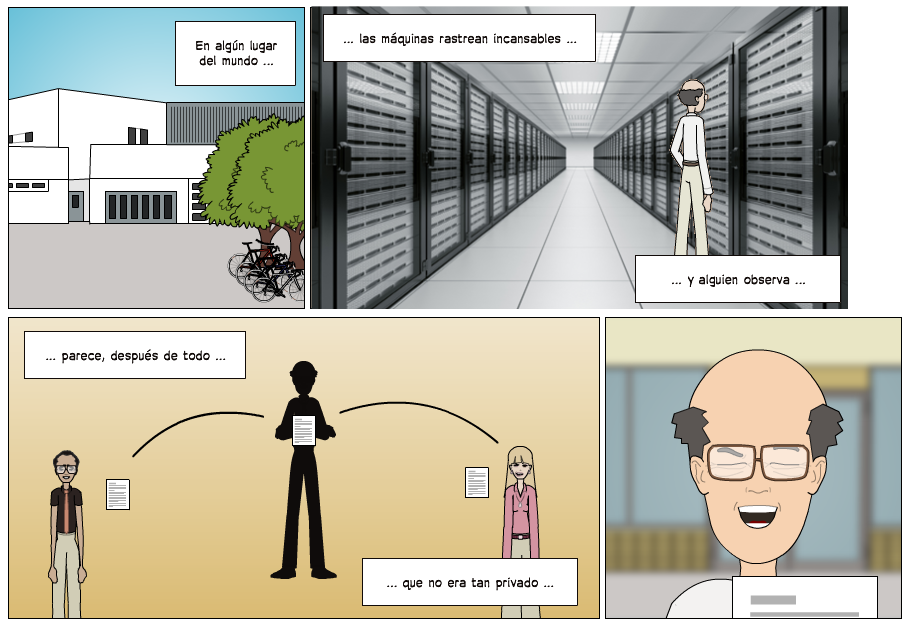 En algún lugar
del mundo ...
... las máquinas rastrean incansables ...
... y alguien observa ...
... parece, después de todo ...
... que no era tan privado ...